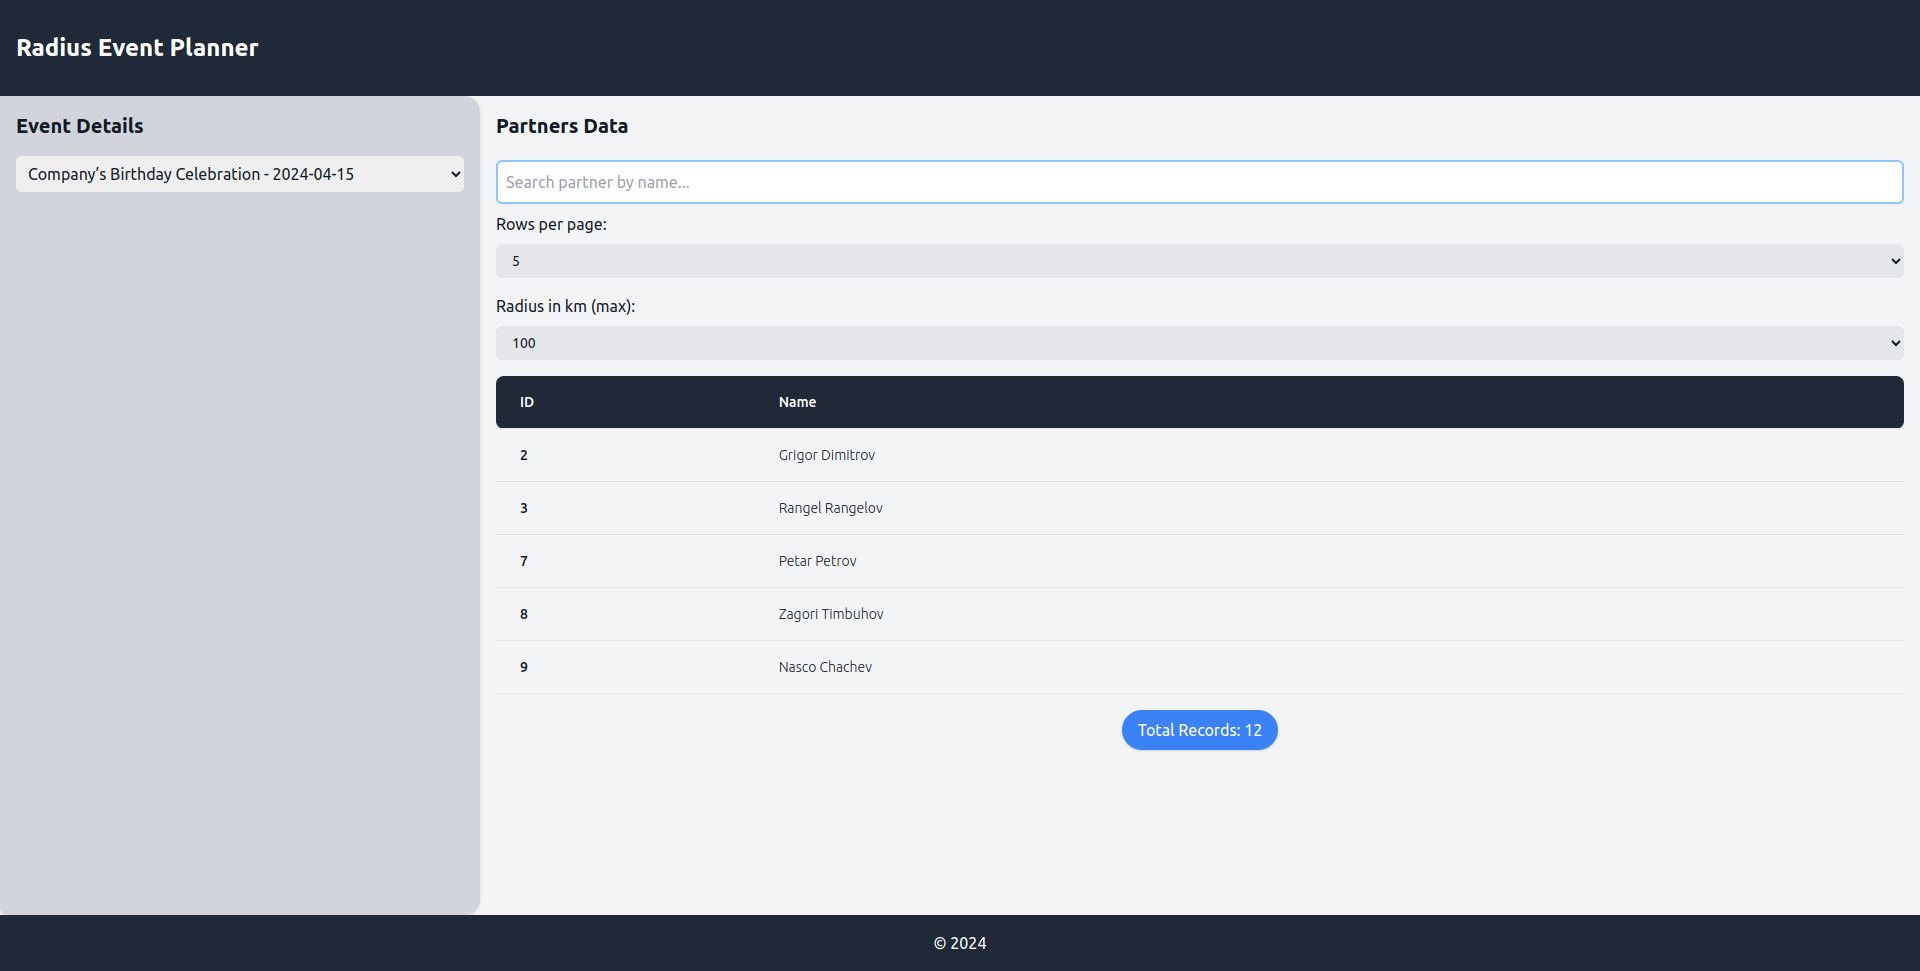 Radius Event Planner
Event Details
Company’s Birthday Celebration - 2024-04-15
Partners Data
Search partner by name...
Rows per page:
5
Radius in km (max):
100
ID Name
2 Grigor Dimitrov
3 Rangel Rangelov
7 Petar Petrov
8 Zagori Timbuhov
9 Nasco Chachev
Total Records: 12
© 2024